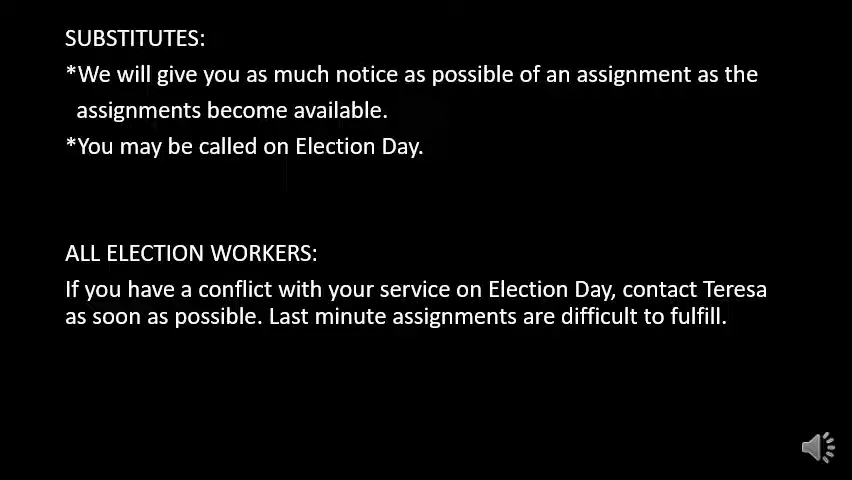 SUBSTITUTES:
*We will give you as much notice as possible of an assignment as the
assignments become available.
*You may be called on Election Day.
ALL ELECTION WORKERS:
If you have a conflict with your service on Election Day, contact Teresa
as soon as possible. Last minute assignments are difficult to fulfill.